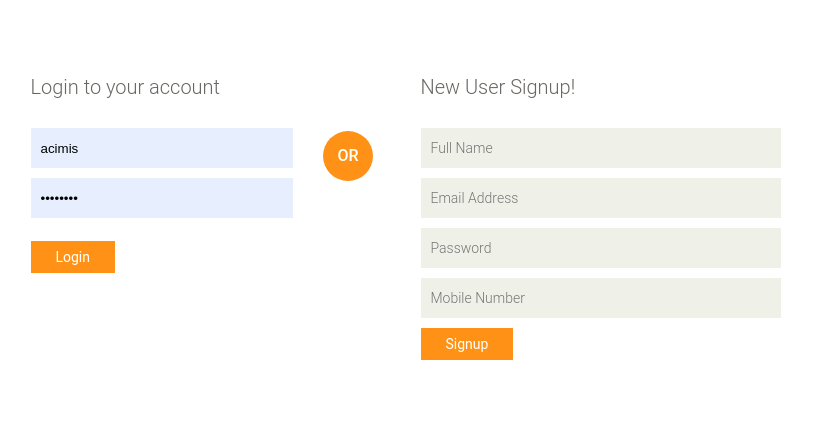 Login to your account
acimis
••••••••
Login
OR
New User Signup!
Full Name
Email Address
Password
Mobile Number
Signup